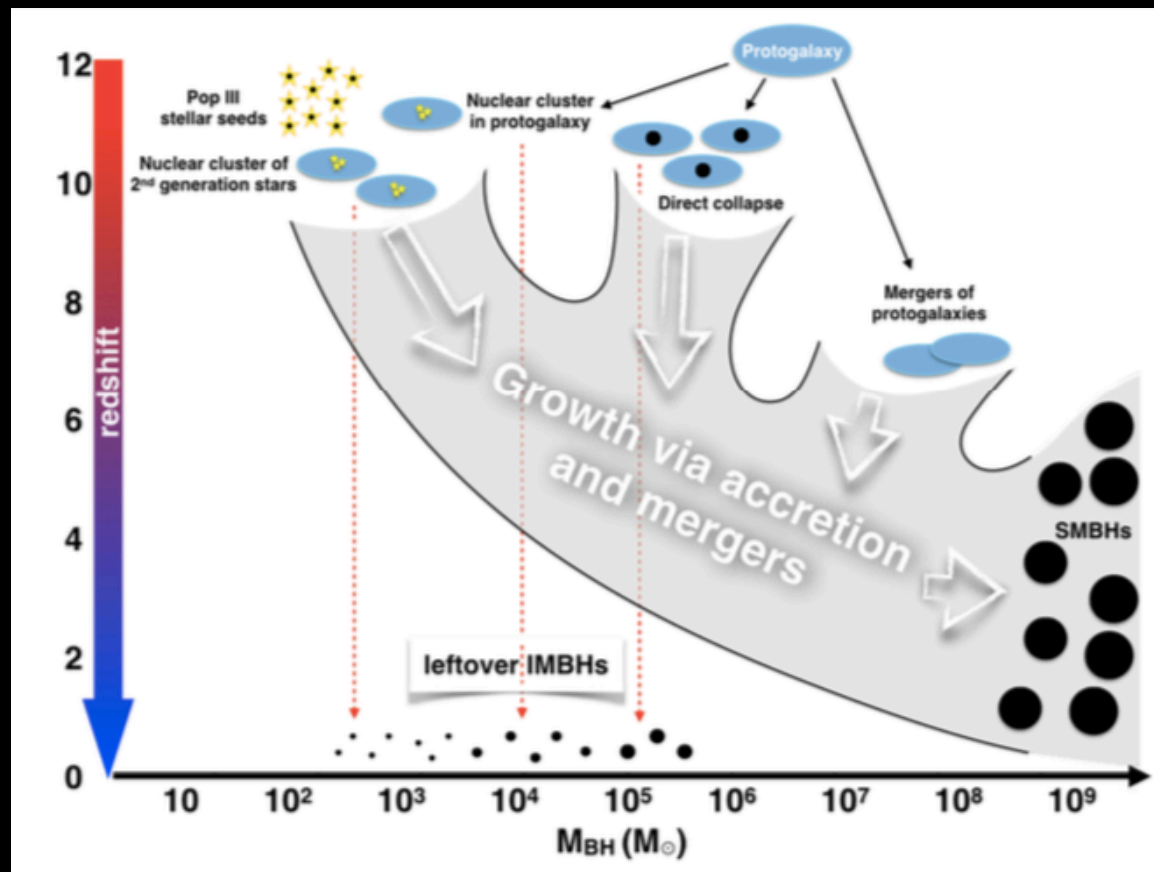 Protogalaxy
Pop III
stellar seeds
Nuclear cluster
in protogalaxy
Nuclear cluster of
2nd generation stars
Direct collapse
Mergers of
protogalaxies
Growth via accretion
and mergers
SMBHs
leftover IMBHs
redshift
12
10
8
6
4
2
0
10 10² 10³ 10⁴ 10⁵ 10⁶ 10⁷ 10⁸ 10⁹
M_BH (M☉)